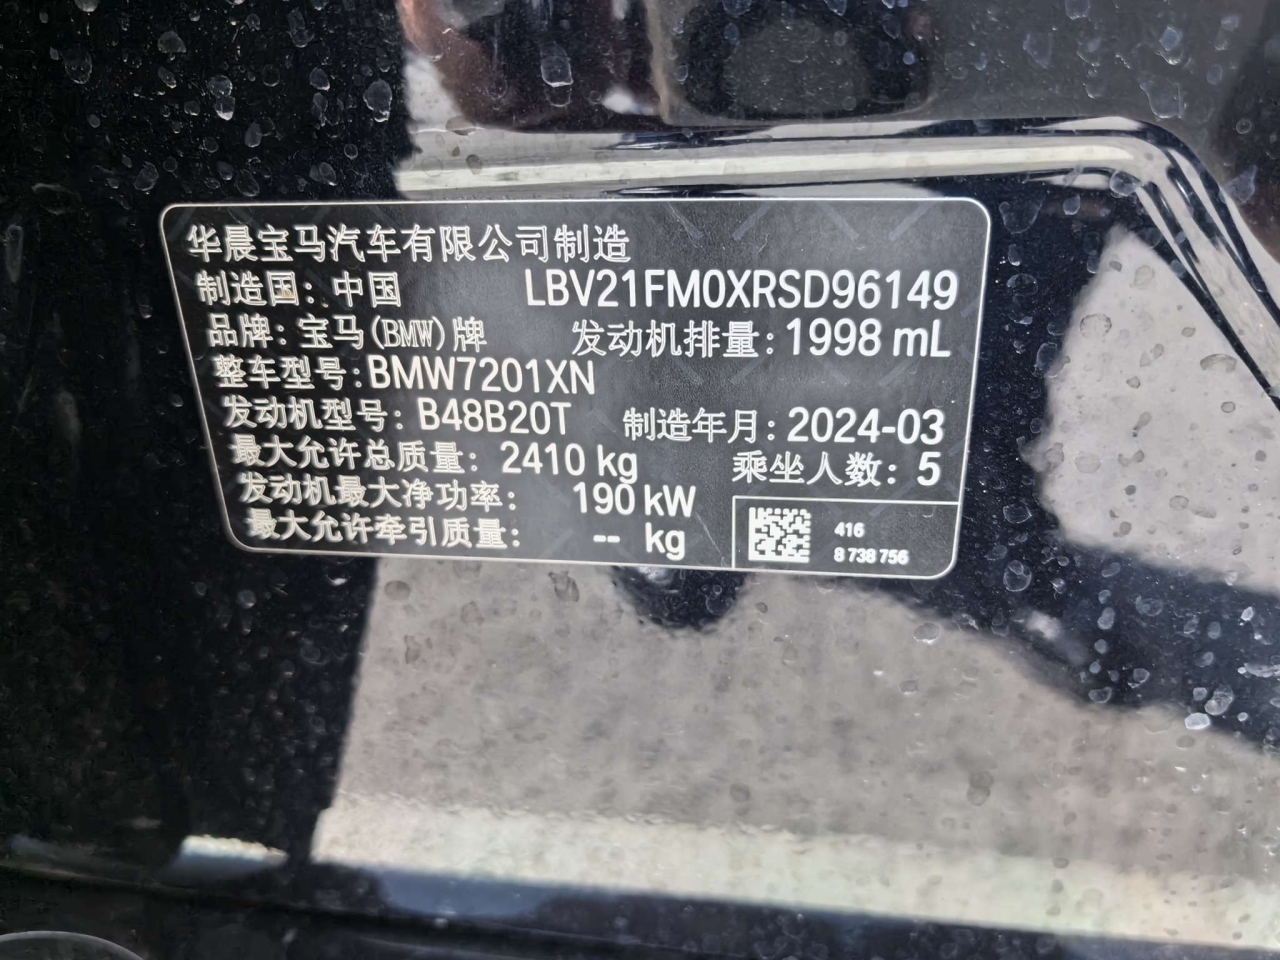 华晨宝马汽车有限公司制造
制造国：中国 LBV21FM0XRSD96149
品牌：宝马(BMW)牌 发动机排量：1998 mL
整车型号：BMW7201XN
发动机型号：B48B20T 制造年月：2024-03
最大允许总质量：2410 kg 乘坐人数：5
发动机最大净功率：190 kW
最大允许牵引质量：-- kg
416
8 738 756